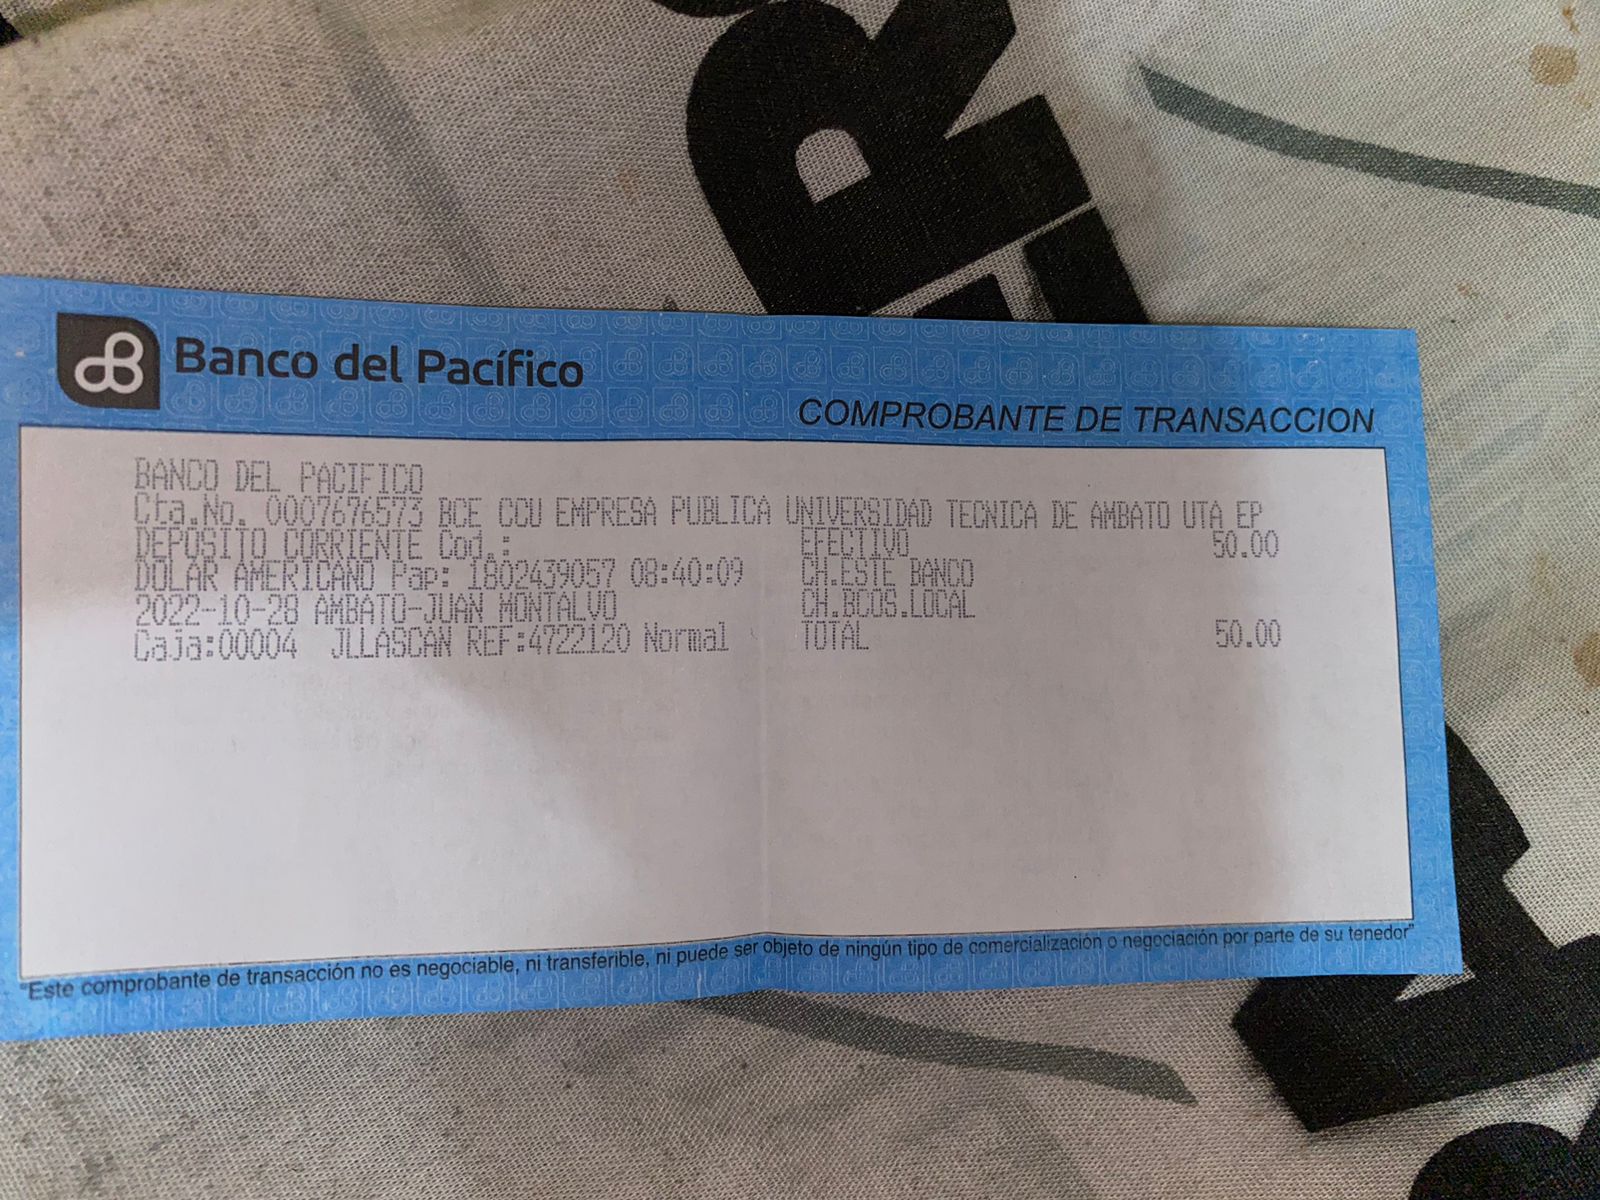 Banco del Pacífico
COMPROBANTE DE TRANSACCION
BANCO DEL PACIFICO
Cta.No. 0007676573 BCE CCU EMPRESA PUBLICA UNIVERSIDAD TECNICA DE AMBATO UTA EP
DEPOSITO CORRIENTE Cod.: EFECTIVO 50.00
DOLAR AMERICANO Pap: 1802439057 08:40:09 CH.ESTE BANCO
2022-10-28 AMBATO-JUAN MONTALVO CH.BCOS.LOCAL
Caja:00004 JLLASCAN REF:4722120 Normal TOTAL 50.00
"Este comprobante de transacción no es negociable, ni transferible, ni puede ser objeto de ningún tipo de comercialización o negociación por parte de su tenedor"